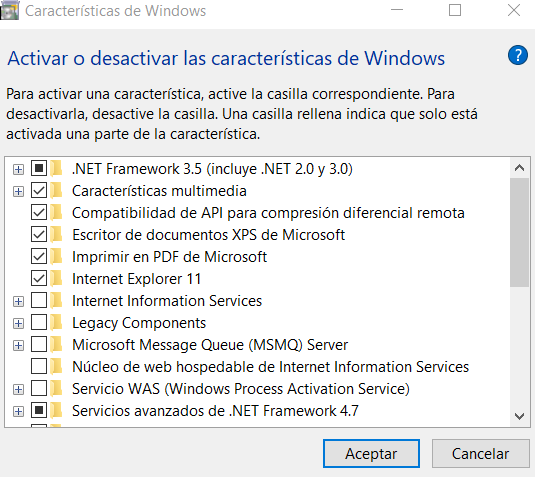 Características de Windows
Activar o desactivar las características de Windows
?
Para activar una característica, active la casilla correspondiente. Para
desactivarla, desactive la casilla. Una casilla rellena indica que solo está
activada una parte de la característica.
.NET Framework 3.5 (incluye .NET 2.0 y 3.0)
Características multimedia
Compatibilidad de API para compresión diferencial remota
Escritor de documentos XPS de Microsoft
Imprimir en PDF de Microsoft
Internet Explorer 11
Internet Information Services
Legacy Components
Microsoft Message Queue (MSMQ) Server
Núcleo de web hospedable de Internet Information Services
Servicio WAS (Windows Process Activation Service)
Servicios avanzados de .NET Framework 4.7
Aceptar
Cancelar